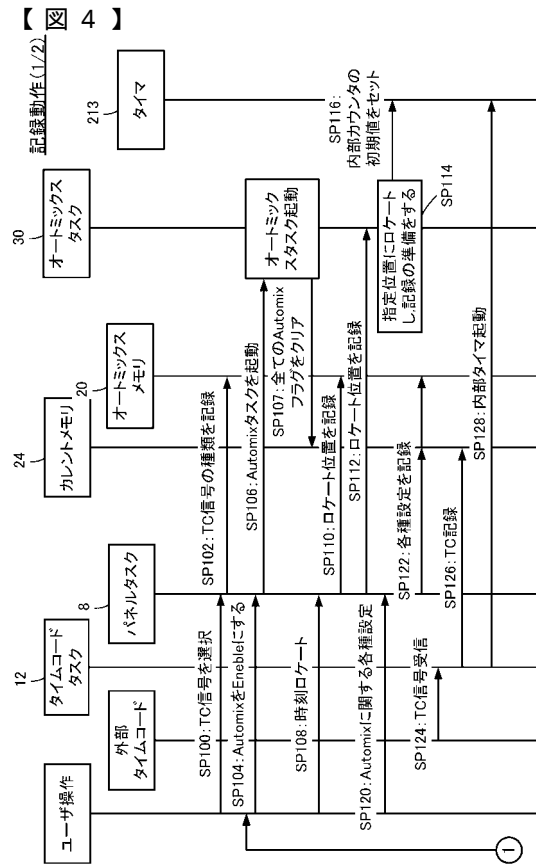 【図4】
記録動作(1/2)
ユーザ操作
外部
タイムコード
12
タイムコード
タスク
8
パネルタスク
24
カレントメモリ
20
オートミックス
メモリ
30
オートミックス
タスク
213
タイマ
SP100:TC信号を選択
SP102:TC信号の種類を記録
SP104:AutomixをEnebleにする
SP106:Automixタスクを起動
オートミック
スタスク起動
SP107:全てのAutomix
フラグをクリア
SP108:時刻ロケート
SP110:ロケート位置を記録
SP112:ロケート位置を記録
指定位置にロケート
し,記録の準備をする
SP114
SP116:
内部カウンタの
初期値をセット
SP120:Automixに関する各種設定
SP122:各種設定を記録
SP124:TC信号受信
SP126:TC記録
SP128:内部タイマ起動
1